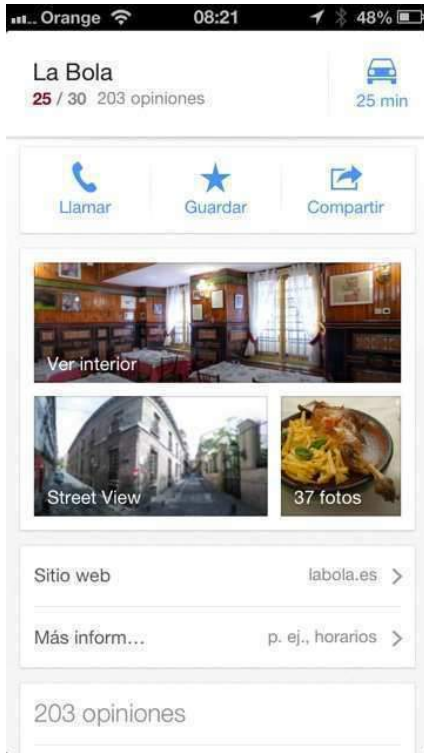 Orange 08:21 48%
La Bola
25 / 30 203 opiniones
25 min
Llamar Guardar Compartir
Ver interior
Street View 37 fotos
Sitio web labola.es
Más inform... p. ej., horarios
203 opiniones